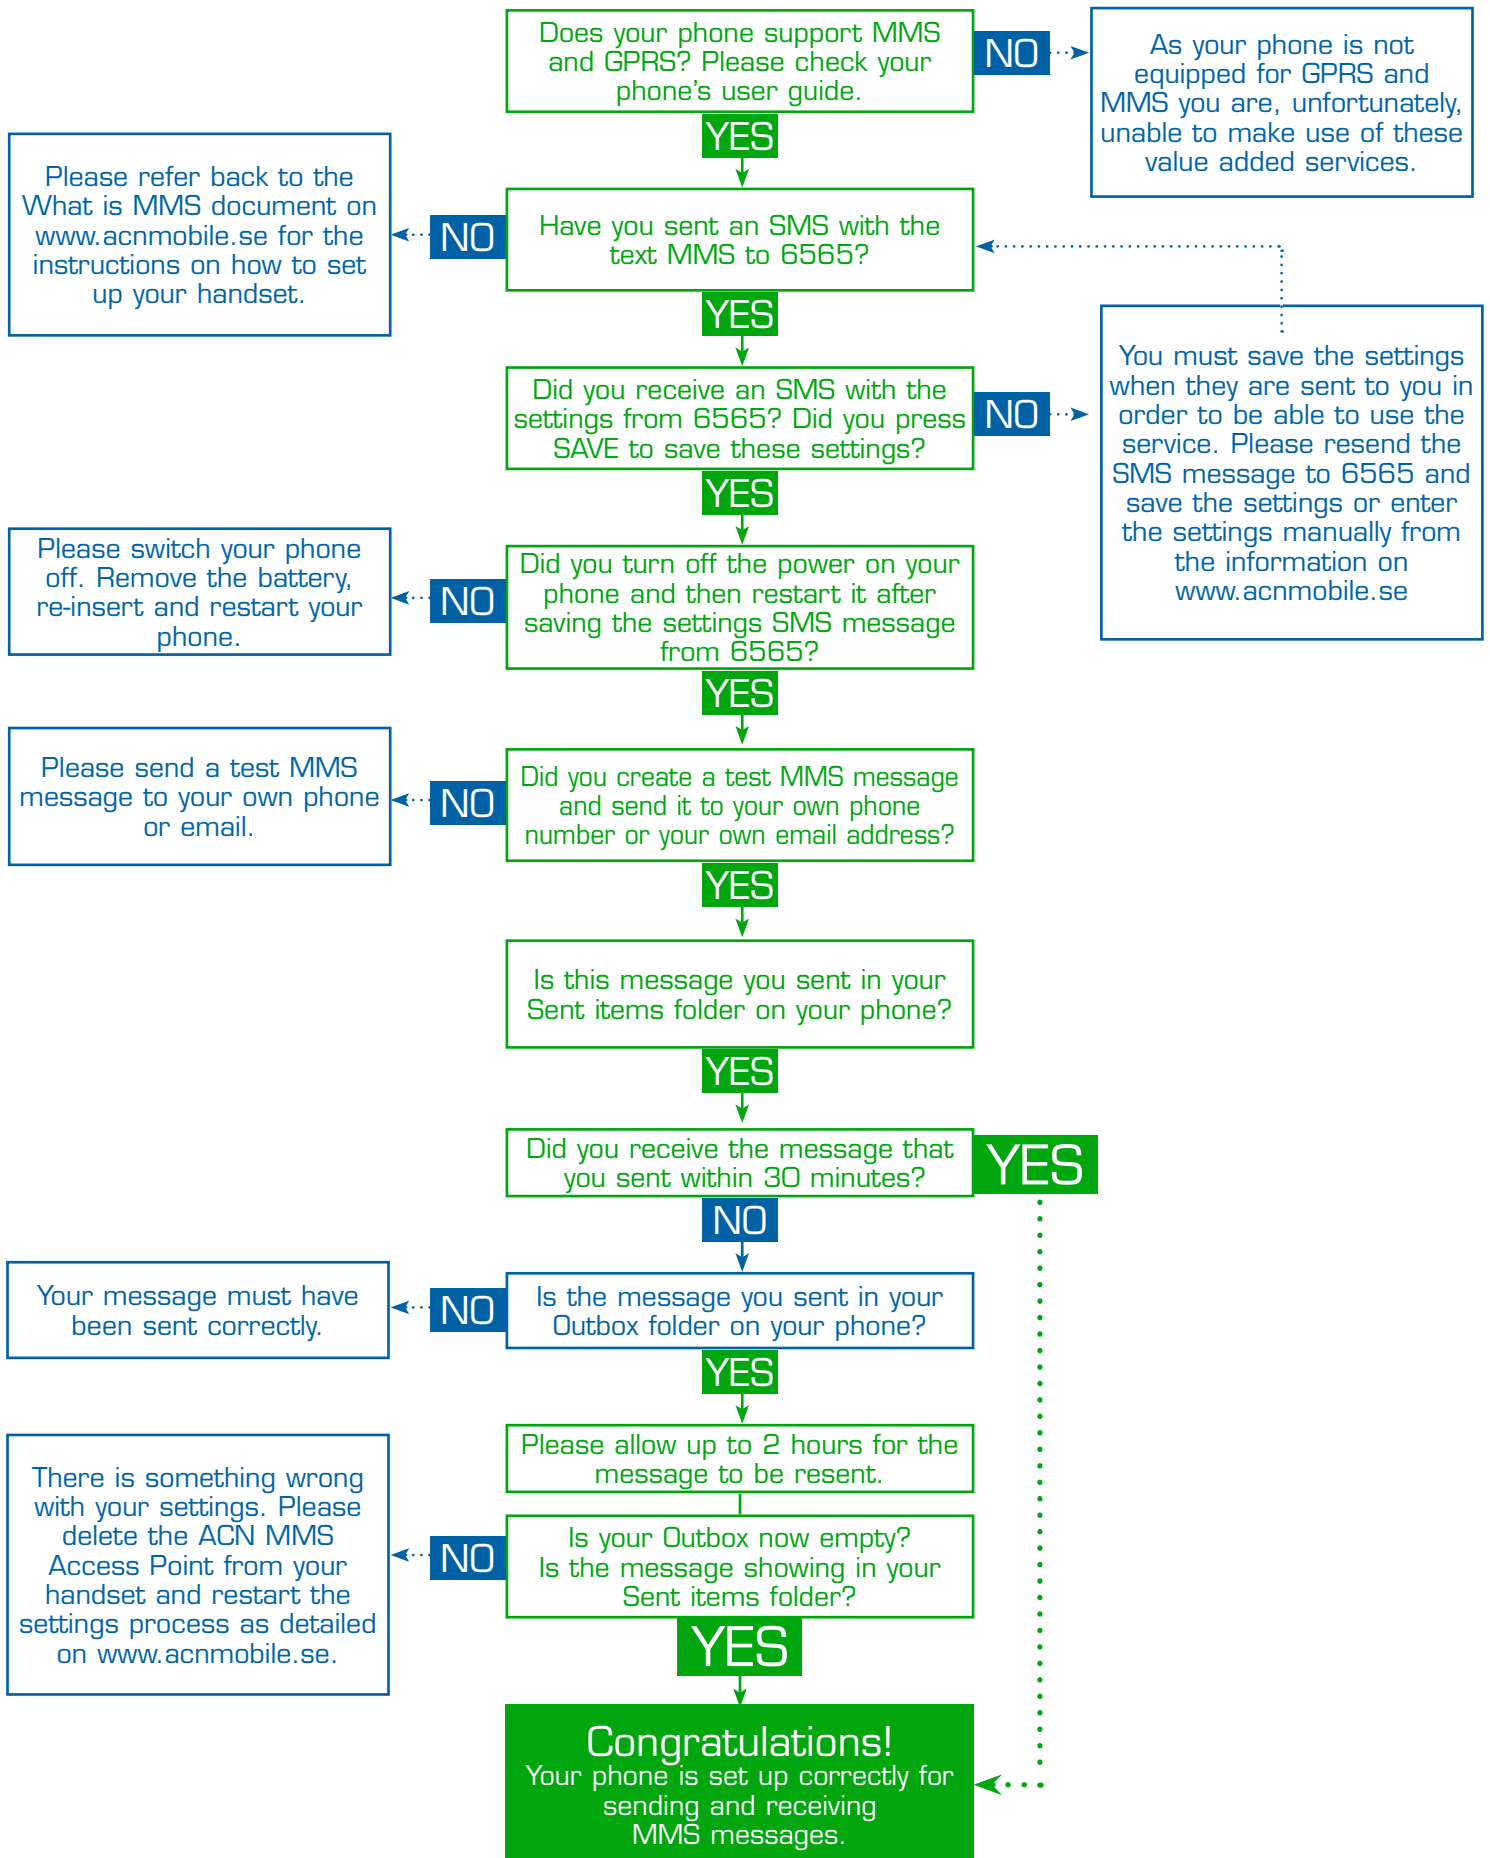 Does your phone support MMS
and GPRS? Please check your
phone's user guide.
NO
As your phone is not
equipped for GPRS and
MMS you are, unfortunately,
unable to make use of these
value added services.
YES
Please refer back to the
What is MMS document on
www.acnmobile.se for the
instructions on how to set
up your handset.
NO
Have you sent an SMS with the
text MMS to 6565?
YES
Did you receive an SMS with the
settings from 6565? Did you press
SAVE to save these settings?
NO
You must save the settings
when they are sent to you in
order to be able to use the
service. Please resend the
SMS message to 6565 and
save the settings or enter
the settings manually from
the information on
www.acnmobile.se
YES
Please switch your phone
off. Remove the battery,
re-insert and restart your
phone.
NO
Did you turn off the power on your
phone and then restart it after
saving the settings SMS message
from 6565?
YES
Please send a test MMS
message to your own phone
or email.
NO
Did you create a test MMS message
and send it to your own phone
number or your own email address?
YES
Is this message you sent in your
Sent items folder on your phone?
YES
Did you receive the message that
you sent within 30 minutes?
YES
NO
Your message must have
been sent correctly.
NO
Is the message you sent in your
Outbox folder on your phone?
YES
Please allow up to 2 hours for the
message to be resent.
There is something wrong
with your settings. Please
delete the ACN MMS
Access Point from your
handset and restart the
settings process as detailed
on www.acnmobile.se.
NO
Is your Outbox now empty?
Is the message showing in your
Sent items folder?
YES
Congratulations!
Your phone is set up correctly for
sending and receiving
MMS messages.